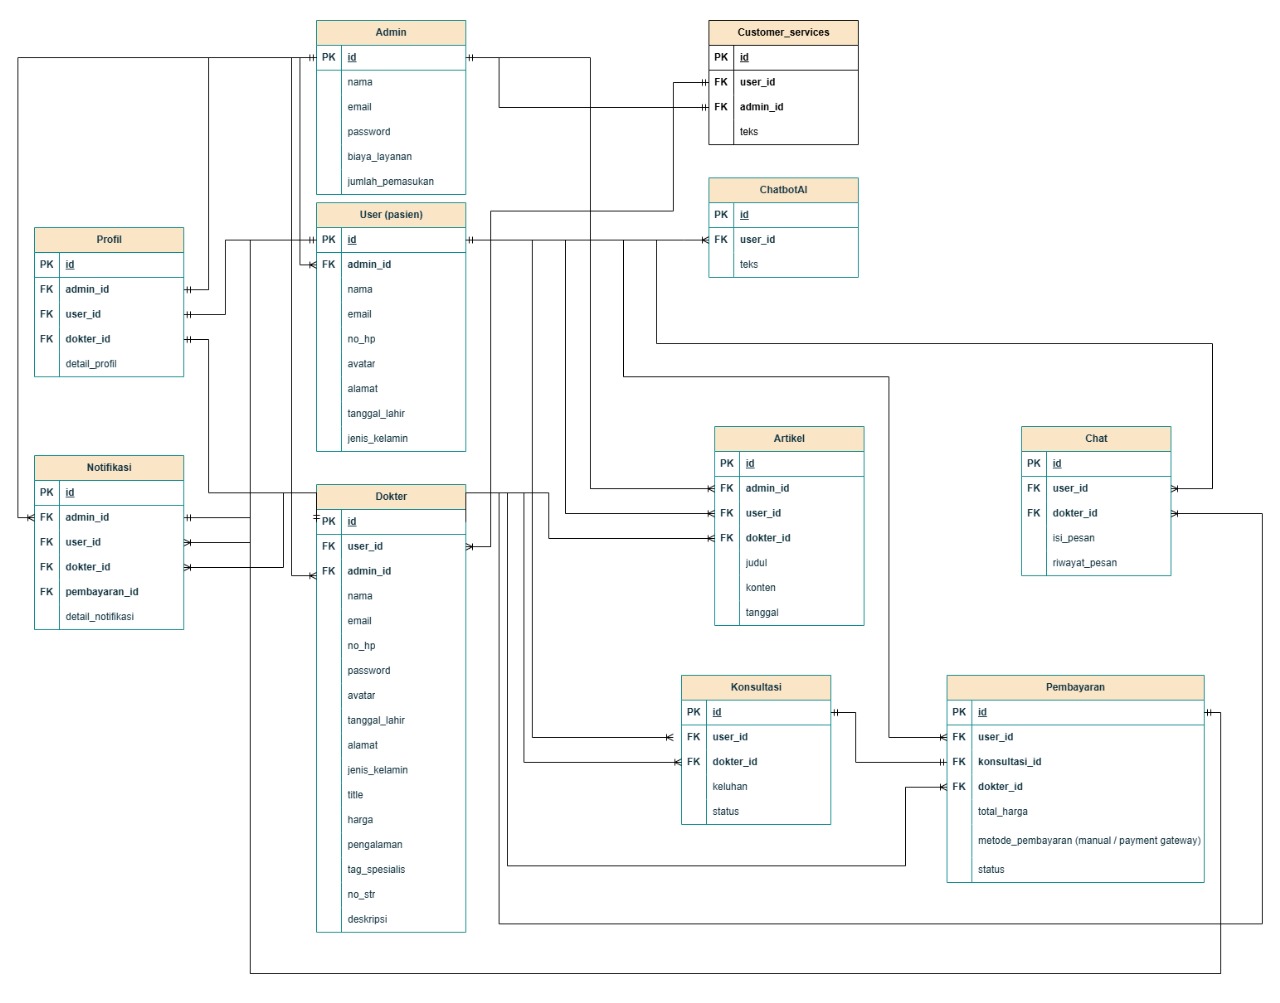 Admin
PK id
nama
email
password
biaya_layanan
jumlah_pemasukan
Customer_services
PK id
FK user_id
FK admin_id
teks
ChatbotAI
PK id
FK user_id
teks
User (pasien)
PK id
FK admin_id
nama
email
no_hp
avatar
alamat
tanggal_lahir
jenis_kelamin
Profil
PK id
FK admin_id
FK user_id
FK dokter_id
detail_profil
Notifikasi
PK id
FK admin_id
FK user_id
FK dokter_id
FK pembayaran_id
detail_notifikasi
Dokter
PK id
FK user_id
FK admin_id
nama
email
no_hp
password
avatar
tanggal_lahir
alamat
jenis_kelamin
title
harga
pengalaman
tag_spesialis
no_str
deskripsi
Artikel
PK id
FK admin_id
FK user_id
FK dokter_id
judul
konten
tanggal
Chat
PK id
FK user_id
FK dokter_id
isi_pesan
riwayat_pesan
Konsultasi
PK id
FK user_id
FK dokter_id
keluhan
status
Pembayaran
PK id
FK user_id
FK konsultasi_id
FK dokter_id
total_harga
metode_pembayaran (manual / payment gateway)
status